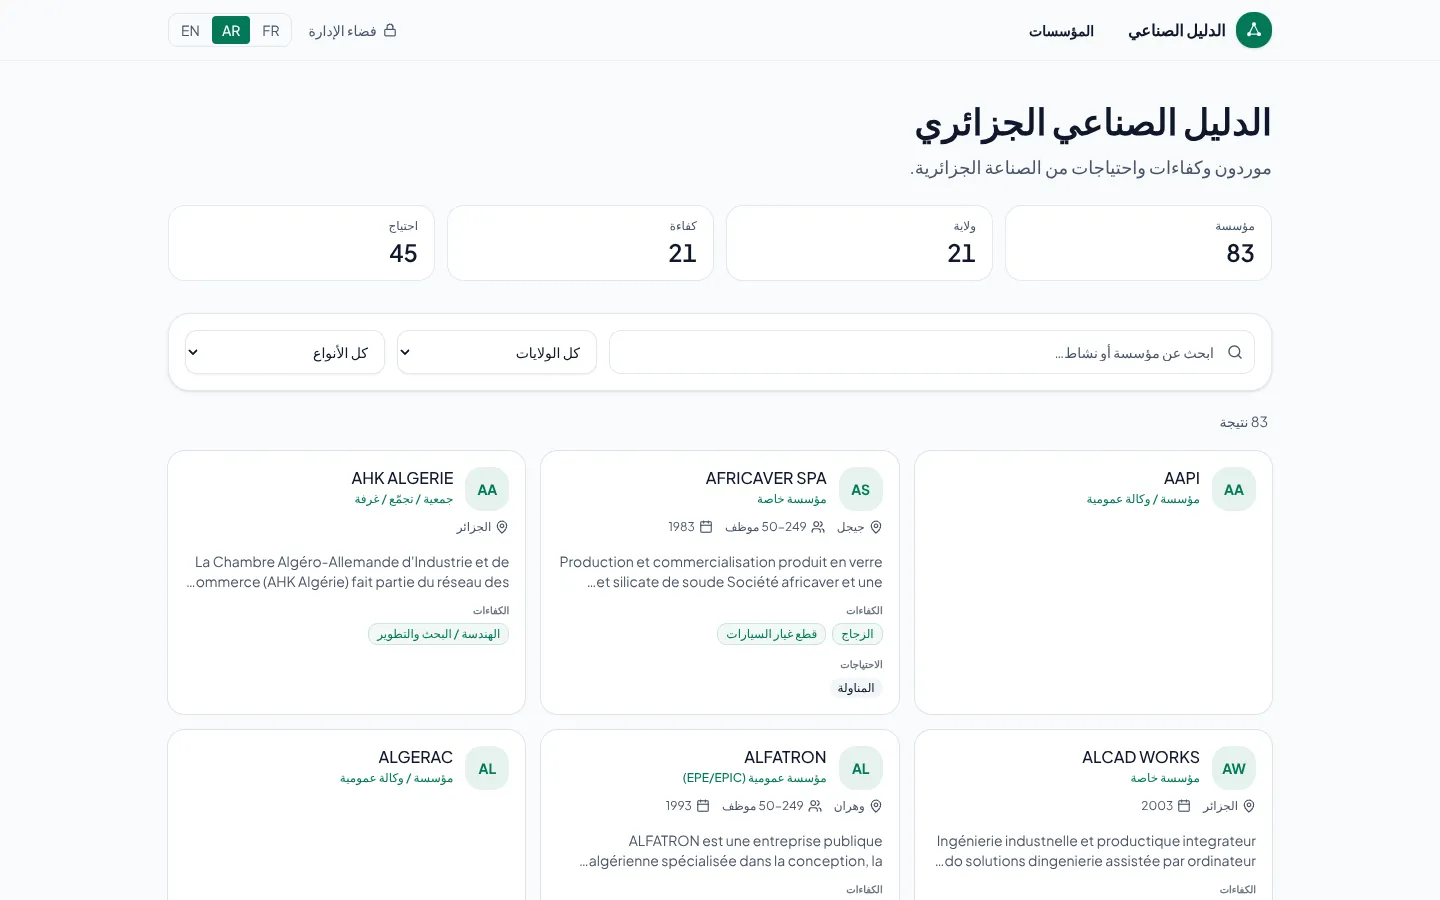 الدليل الصناعي
المؤسسات
فضاء الإدارة
FR
AR
EN
الدليل الصناعي الجزائري
موردون وكفاءات واحتياجات من الصناعة الجزائرية.
مؤسسة
83
ولاية
21
كفاءة
21
احتياج
45
ابحث عن مؤسسة أو نشاط...
كل الولايات
كل الأنواع
83 نتيجة
AA
AAPI
مؤسسة / وكالة عمومية
AS
AFRICAVER SPA
مؤسسة خاصة
جيجل
50–249 موظف
1983
Production et commercialisation produit en verre
et silicate de soude Société africaver et une…
الكفاءات
الزجاج
قطع غيار السيارات
الاحتياجات
المناولة
AA
AHK ALGERIE
جمعية / تجمّع / غرفة
الجزائر
La Chambre Algéro-Allemande d'Industrie et de
ommerce (AHK Algérie) fait partie du réseau des…
الكفاءات
الهندسة / البحث والتطوير
AW
ALCAD WORKS
مؤسسة خاصة
الجزائر
2003
Ingénierie industnelle et productique integrateur
do solutions dingenierie assistée par ordinateur…
الكفاءات
AL
ALFATRON
مؤسسة عمومية (EPE/EPIC)
وهران
50–249 موظف
1993
ALFATRON est une entreprise publique
algérienne spécialisée dans la conception, la…
الكفاءات
AL
ALGERAC
مؤسسة / وكالة عمومية